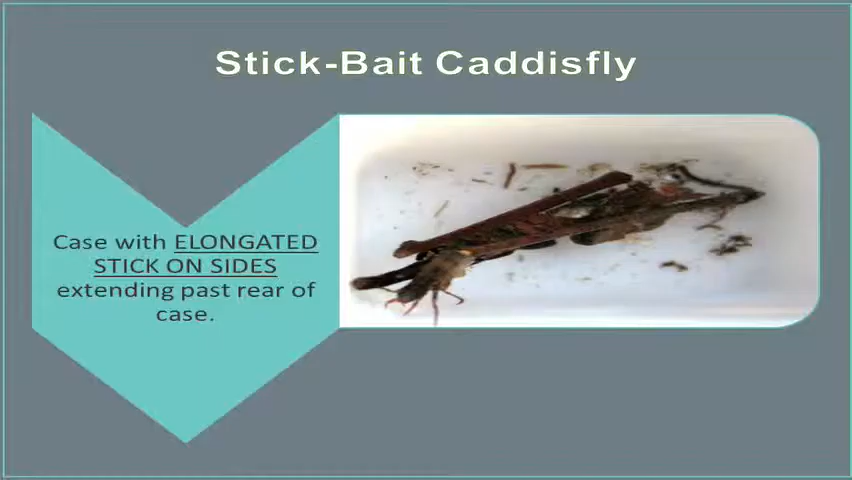 Stick-Bait Caddisfly
Case with ELONGATED
STICK ON SIDES
extending past rear of
case.